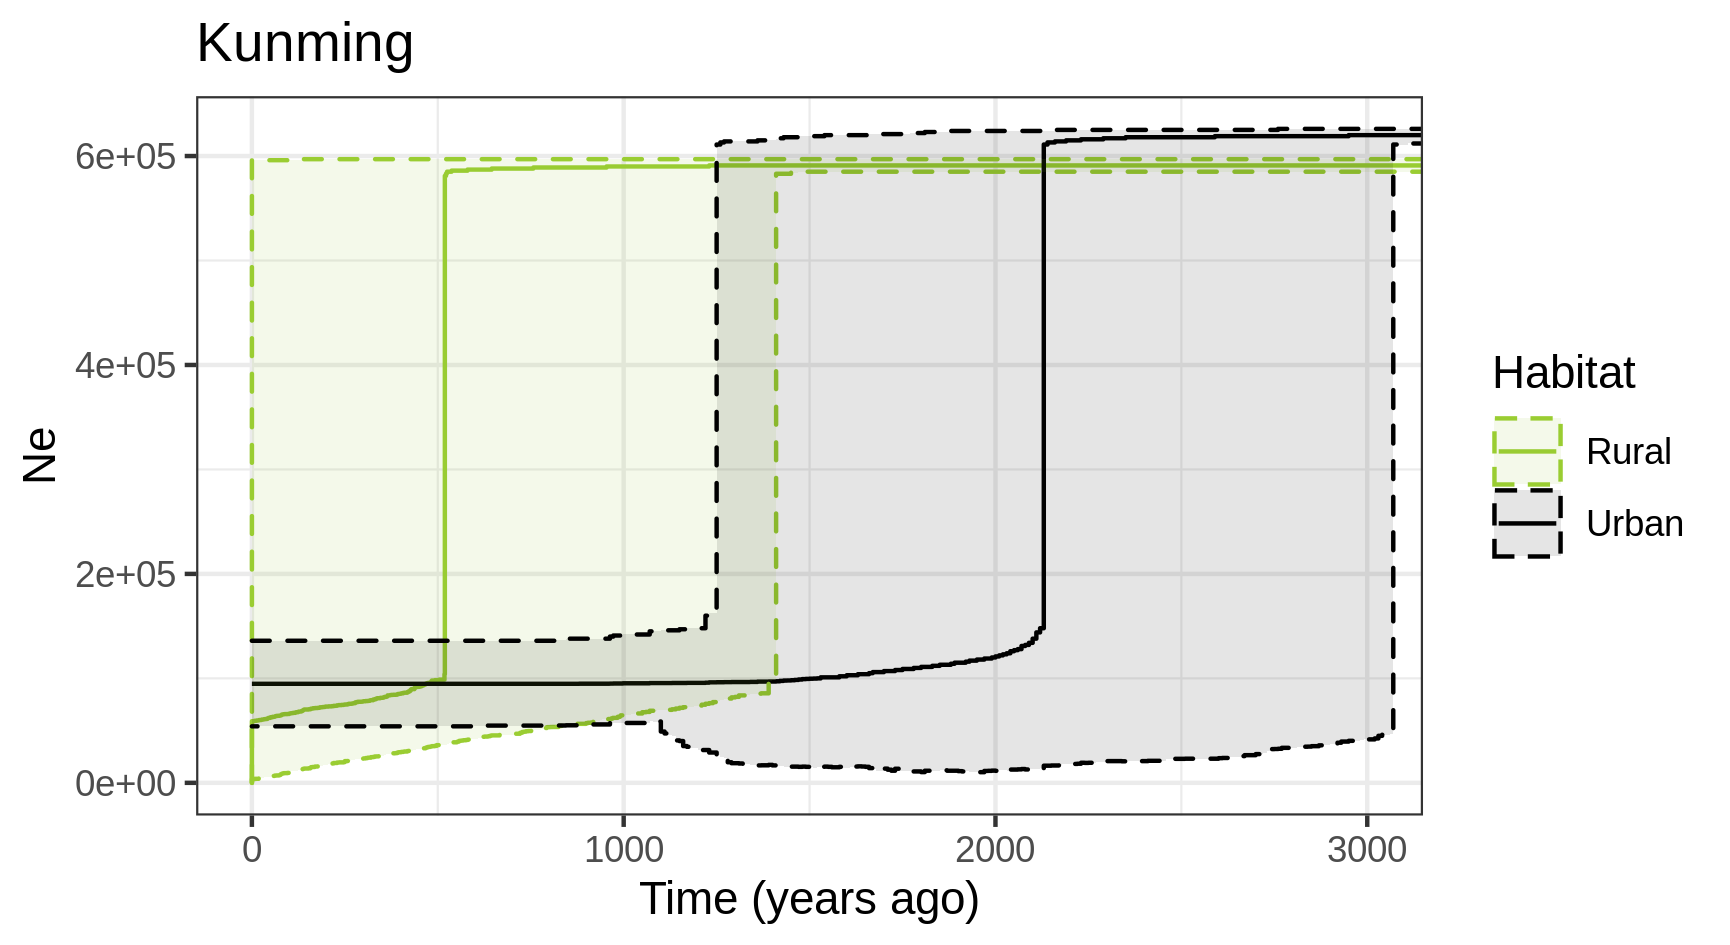 Kunming
6e+05
4e+05
2e+05
0e+00
Ne
0
1000
2000
3000
Time (years ago)
Habitat
Rural
Urban